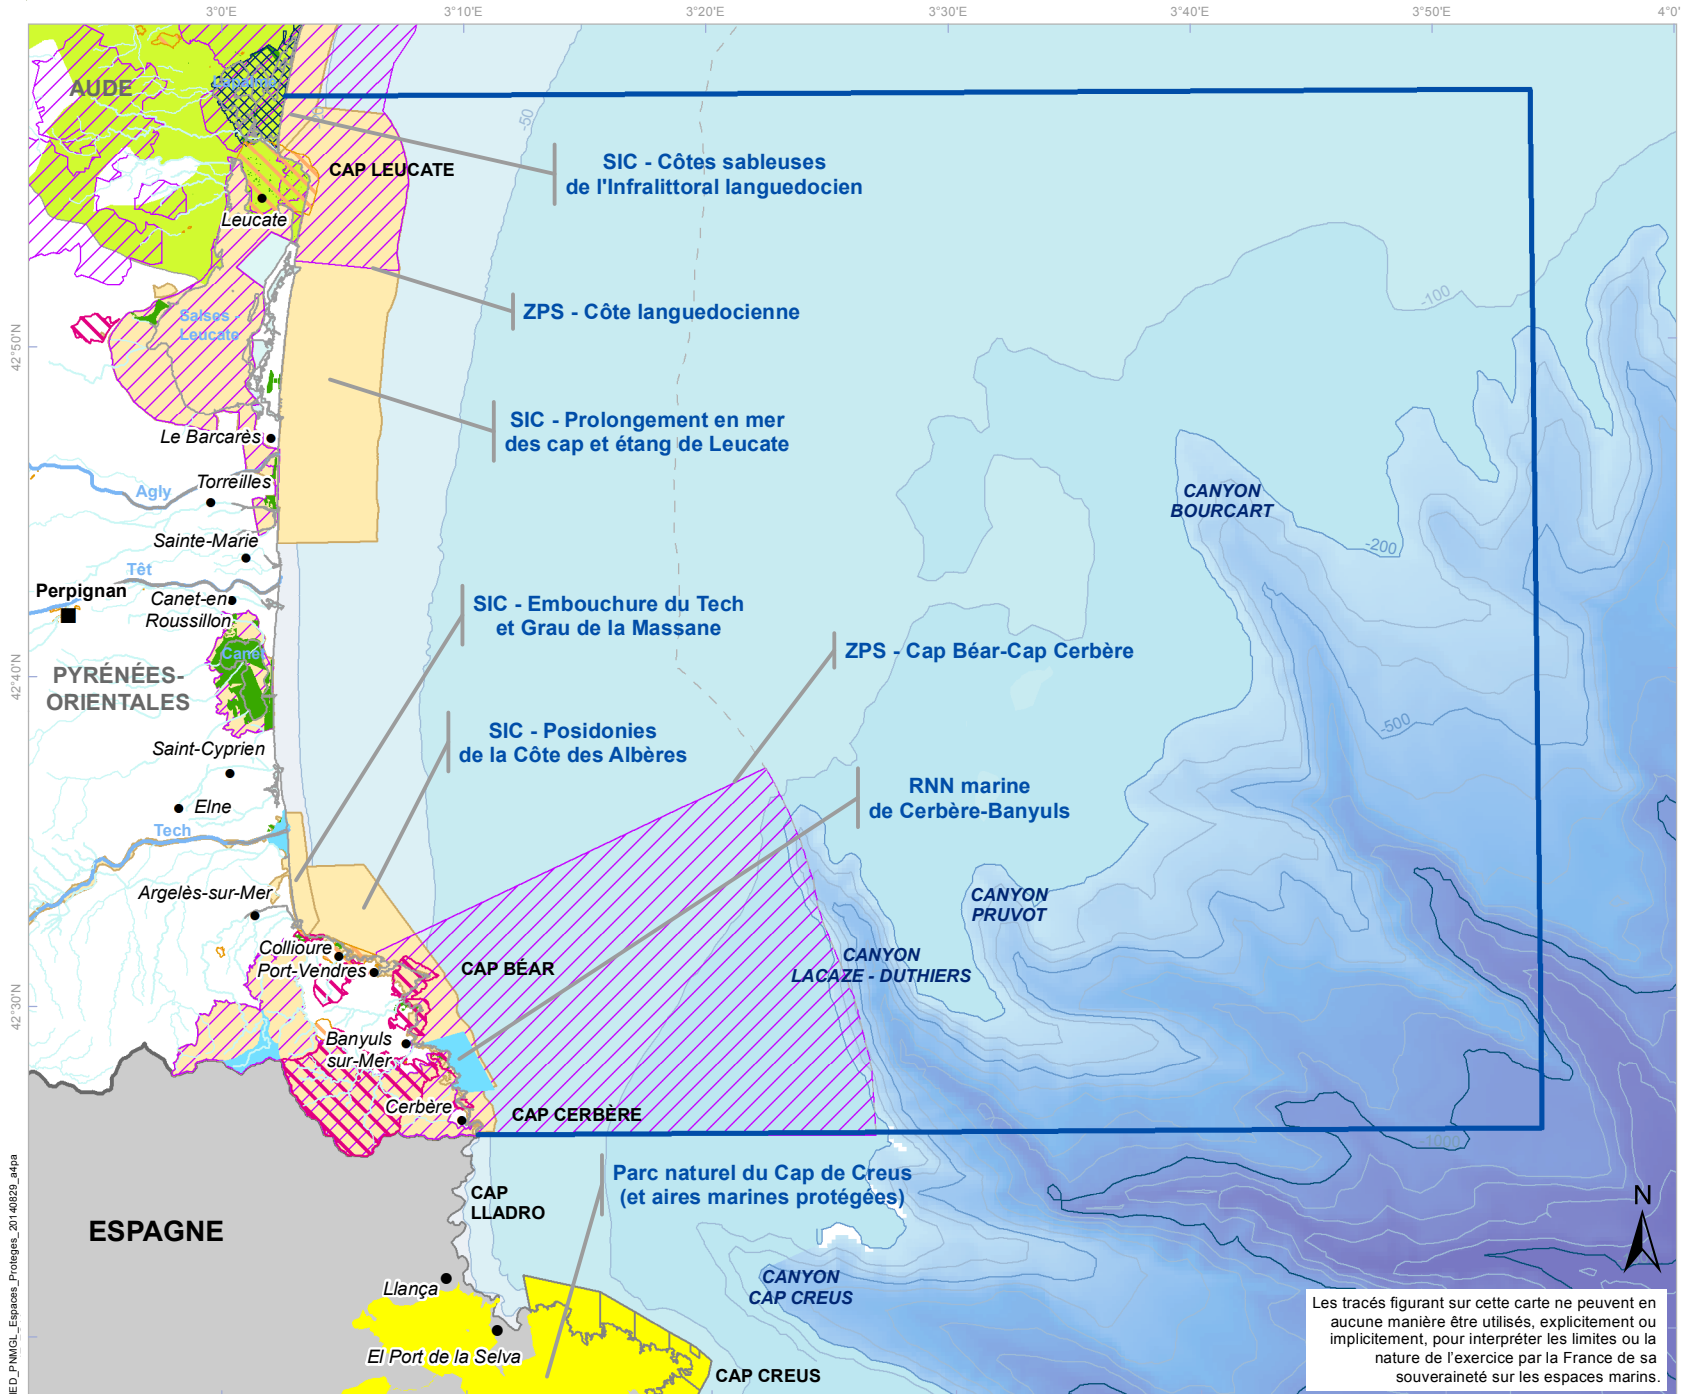 3°0'E
3°10'E
3°20'E
3°30'E
3°40'E
3°50'E
4°0'
AUDE
-50
CAP LEUCATE
SIC - Côtes sableuses
de l'Infralittoral languedocien
Leucate
ZPS - Côte languedocienne
Salses -
Leucate
-100
42°50'N
SIC - Prolongement en mer
des cap et étang de Leucate
Le Barcarès
Torreilles
Agly
CANYON
BOURCART
Sainte-Marie
-200
Têt
Perpignan
Canet-en-
Roussillon
SIC - Embouchure du Tech
et Grau de la Massane
Canet
ZPS - Cap Béar-Cap Cerbère
42°40'N
PYRÉNÉES-
ORIENTALES
-500
SIC - Posidonies
de la Côte des Albères
Saint-Cyprien
RNN marine
de Cerbère-Banyuls
Elne
Tech
Argelès-sur-Mer
CANYON
PRUVOT
Collioure
Port-Vendres
CAP BÉAR
CANYON
LACAZE - DUTHIERS
42°30'N
Banyuls
sur-Mer
Cerbère
CAP CERBÈRE
-1000
Parc naturel du Cap de Creus
(et aires marines protégées)
CAP
LLADRO
ESPAGNE
N
CANYON
CAP CREUS
Llança
El Port de la Selva
CAP CREUS
Les tracés figurant sur cette carte ne peuvent en
aucune manière être utilisés, explicitement ou
implicitement, pour interpréter les limites ou la
nature de l'exercice par la France de sa
souveraineté sur les espaces marins.
IED_PNMGL_Espaces_Proteges_20140829_a4pa